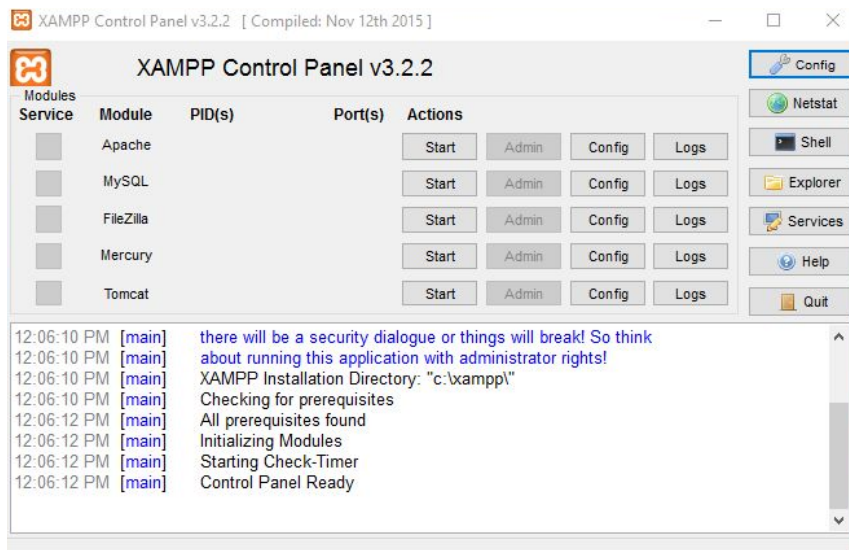 XAMPP Control Panel v3.2.2 [ Compiled: Nov 12th 2015 ]
XAMPP Control Panel v3.2.2
Config
Modules
Service Module PID(s) Port(s) Actions
Netstat
Apache Start Admin Config Logs
Shell
MySQL Start Admin Config Logs
Explorer
FileZilla Start Admin Config Logs
Services
Mercury Start Admin Config Logs
Help
Tomcat Start Admin Config Logs
Quit
12:06:10 PM [main] there will be a security dialogue or things will break! So think
12:06:10 PM [main] about running this application with administrator rights!
12:06:10 PM [main] XAMPP Installation Directory: "c:\xampp\"
12:06:10 PM [main] Checking for prerequisites
12:06:12 PM [main] All prerequisites found
12:06:12 PM [main] Initializing Modules
12:06:12 PM [main] Starting Check-Timer
12:06:12 PM [main] Control Panel Ready